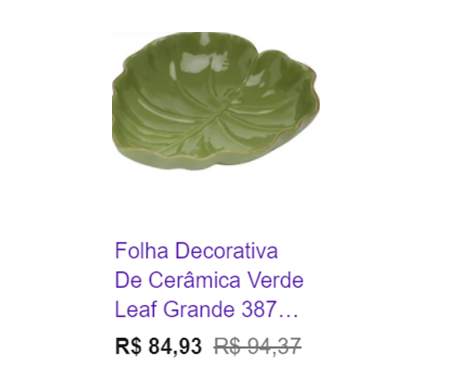 Folha Decorativa
De Cerâmica Verde
Leaf Grande 387...
R$ 84,93 R$ 94,37